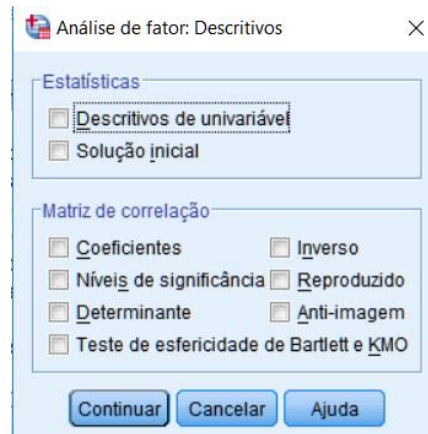 Análise de fator: Descritivos
Estatísticas
Descritivos de univariável
Solução inicial
Matriz de correlação
Coeficientes Inverso
Níveis de significância Reproduzido
Determinante Anti-imagem
Teste de esfericidade de Bartlett e KMO
Continuar Cancelar Ajuda